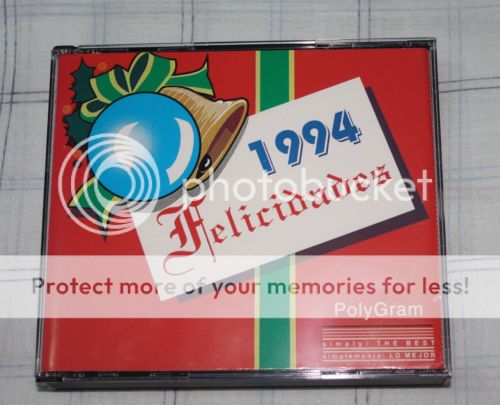 1994
Felicidades
photobucket
Protect more of your memories for less!
PolyGram
simply: THE BEST
simplemente: LO MEJOR